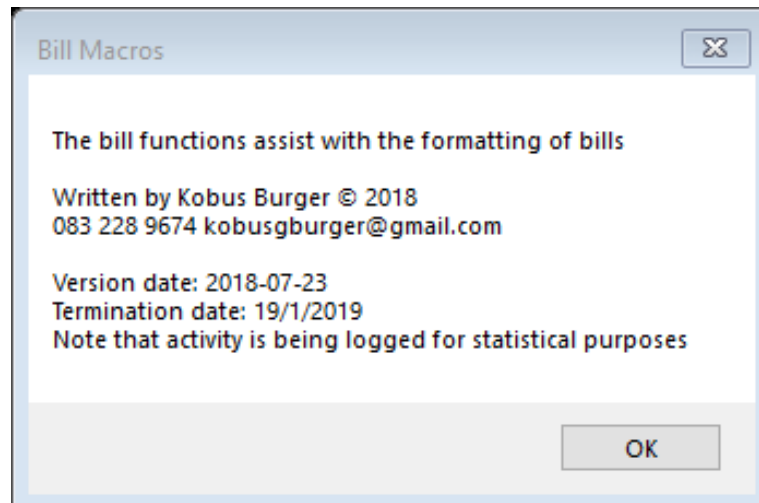 Bill Macros
The bill functions assist with the formatting of bills
Written by Kobus Burger © 2018
083 228 9674 kobusgburger@gmail.com
Version date: 2018-07-23
Termination date: 19/1/2019
Note that activity is being logged for statistical purposes
OK